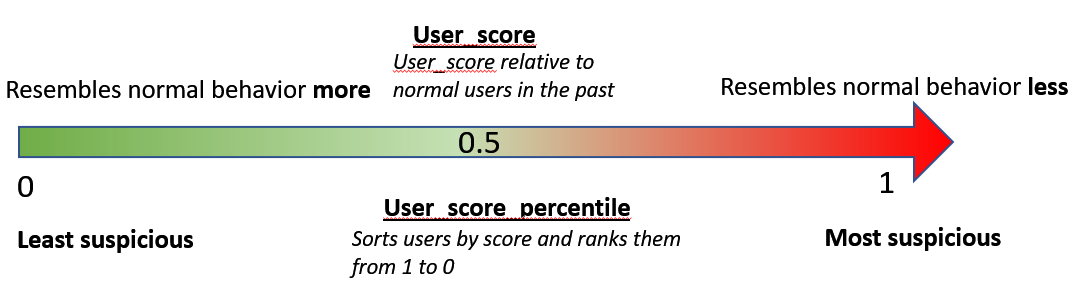 User_score
User_score relative to
normal users in the past
Resembles normal behavior more
Resembles normal behavior less
0.5
0
1
User_score_percentile
Sorts users by score and ranks them
from 1 to 0
Least suspicious
Most suspicious